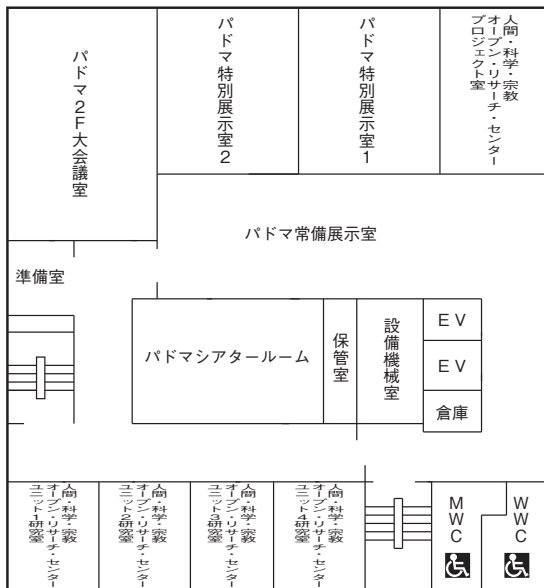 パドマ2F大会議室
パドマ特別展示室2
パドマ特別展示室1
人間・科学・宗教
オープン・リサーチ・センター
プロジェクト室
パドマ常備展示室
準備室
パドマシアタールーム
保管室
設備機械室
EV
EV
倉庫
人間・科学・宗教
オープン・リサーチ・センター
ユニット1研究室
人間・科学・宗教
オープン・リサーチ・センター
ユニット2研究室
人間・科学・宗教
オープン・リサーチ・センター
ユニット3研究室
人間・科学・宗教
オープン・リサーチ・センター
ユニット4研究室
MWC
WWC